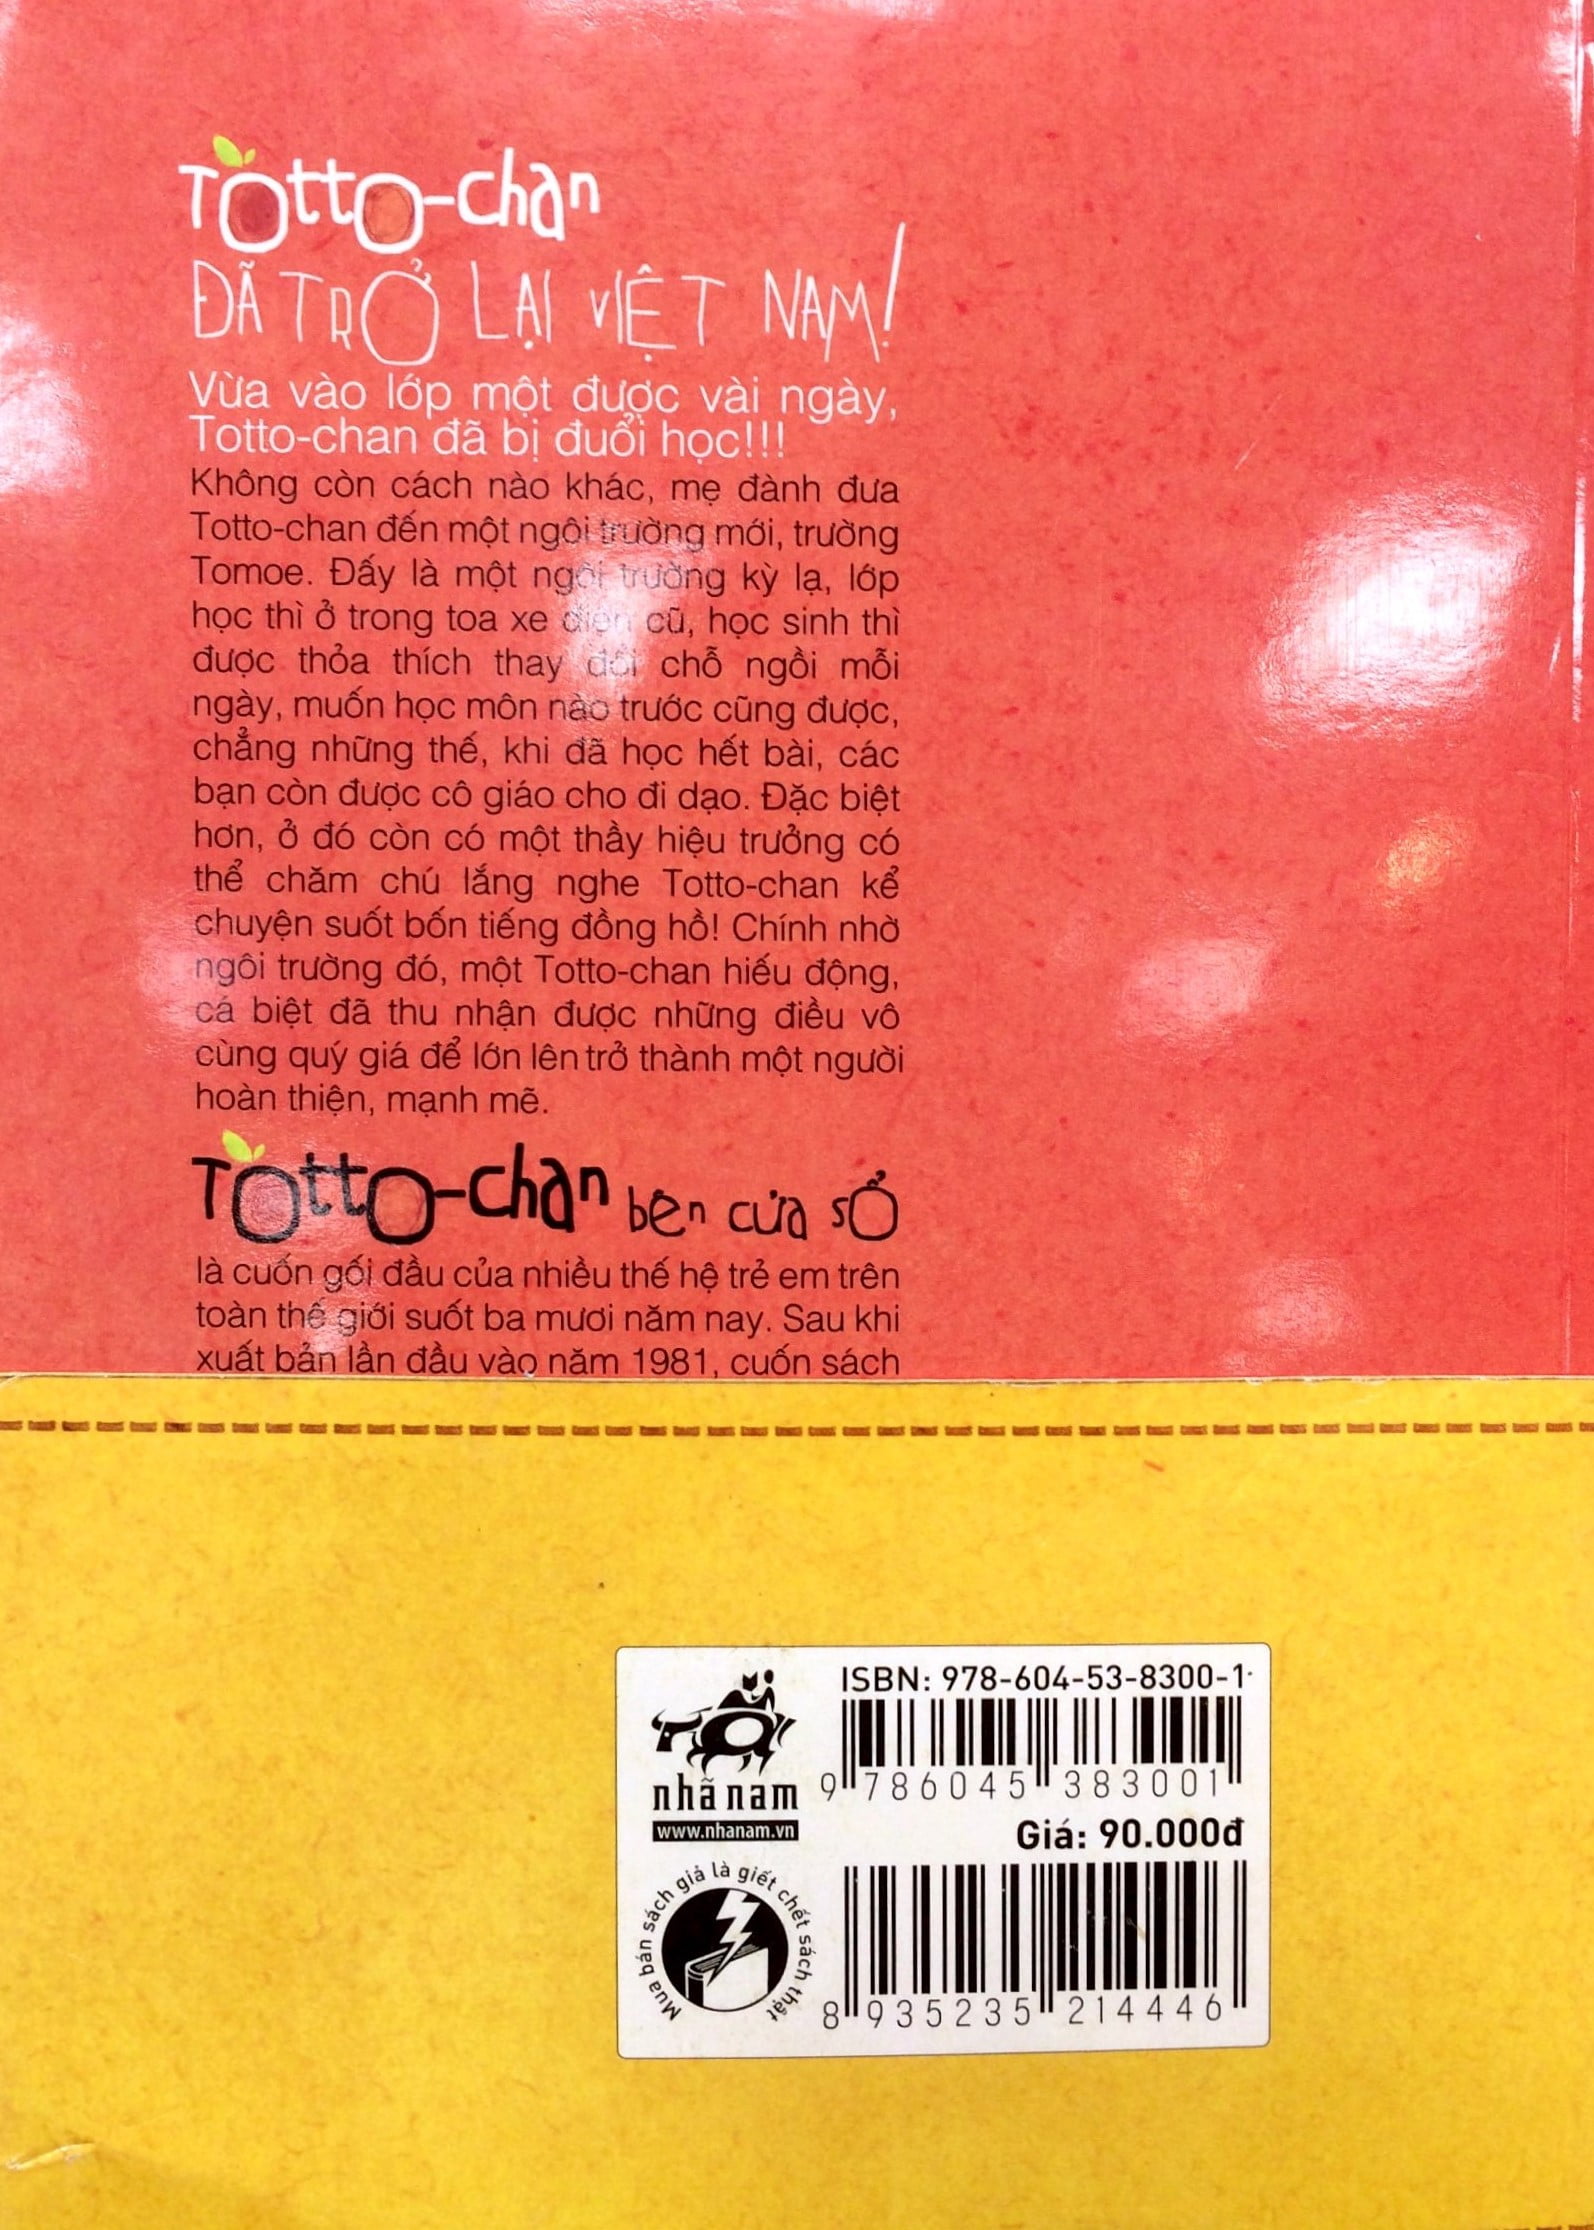 Totto-chan
ĐÃ TRỞ LẠI VIỆT NAM!
Vừa vào lớp một được vài ngày,
Totto-chan đã bị đuổi học!!!
Không còn cách nào khác, mẹ đành đưa
Totto-chan đến một ngôi trường mới, trường
Tomoe. Đấy là một ngôi trường kỳ lạ, lớp
học thì ở trong toa xe điện cũ, học sinh thì
được thỏa thích thay đổi chỗ ngồi mỗi
ngày, muốn học môn nào trước cũng được,
chẳng những thế, khi đã học hết bài, các
bạn còn được cô giáo cho đi dạo. Đặc biệt
hơn, ở đó còn có một thầy hiệu trưởng có
thể chăm chú lắng nghe Totto-chan kể
chuyện suốt bốn tiếng đồng hồ! Chính nhờ
ngôi trường đó, một Totto-chan hiếu động,
cá biệt đã thu nhận được những điều vô
cùng quý giá để lớn lên trở thành một người
hoàn thiện, mạnh mẽ.
Totto-chan bên cửa sổ
là cuốn gối đầu của nhiều thế hệ trẻ em trên
toàn thế giới suốt ba mươi năm nay. Sau khi
xuất bản lần đầu vào năm 1981, cuốn sách
nhã nam
www.nhanam.vn
Mua bán sách giả là giết chết sách thật
ISBN: 978-604-53-8300-1
9 786045 383001
Giá: 90.000đ
8 935235 214446